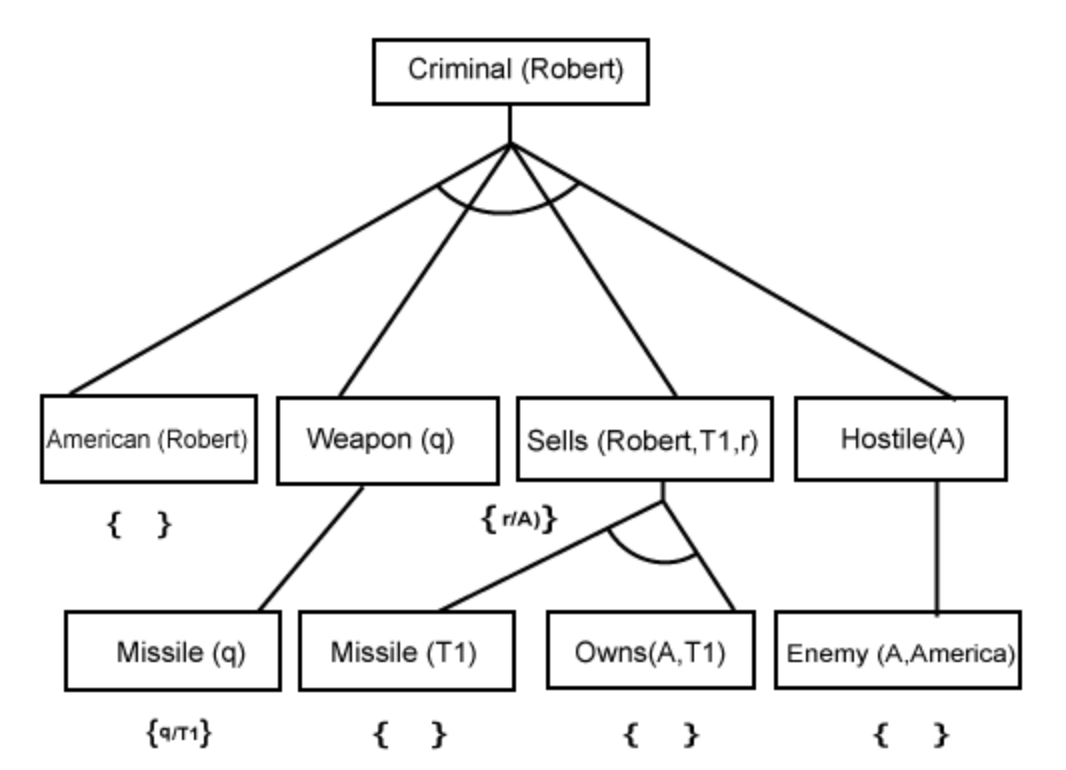 Criminal (Robert)
American (Robert)
Weapon (q)
Sells (Robert,T1,r)
Hostile(A)
{ }
{ r/A)}
Missile (q)
Missile (T1)
Owns(A,T1)
Enemy (A,America)
{q/T1}
{ }
{ }
{ }